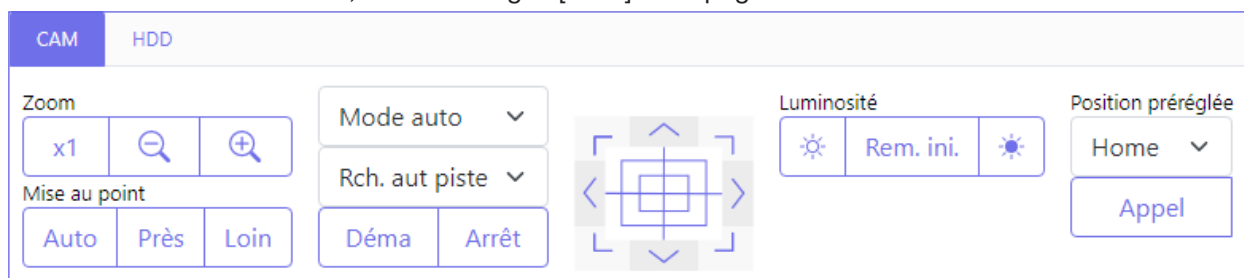 CAM HDD
Zoom
x1
Mise au point
Auto Près Loin
Mode auto
Rch. aut piste
Déma Arrêt
Luminosité
Rem. ini.
Position préréglée
Home
Appel